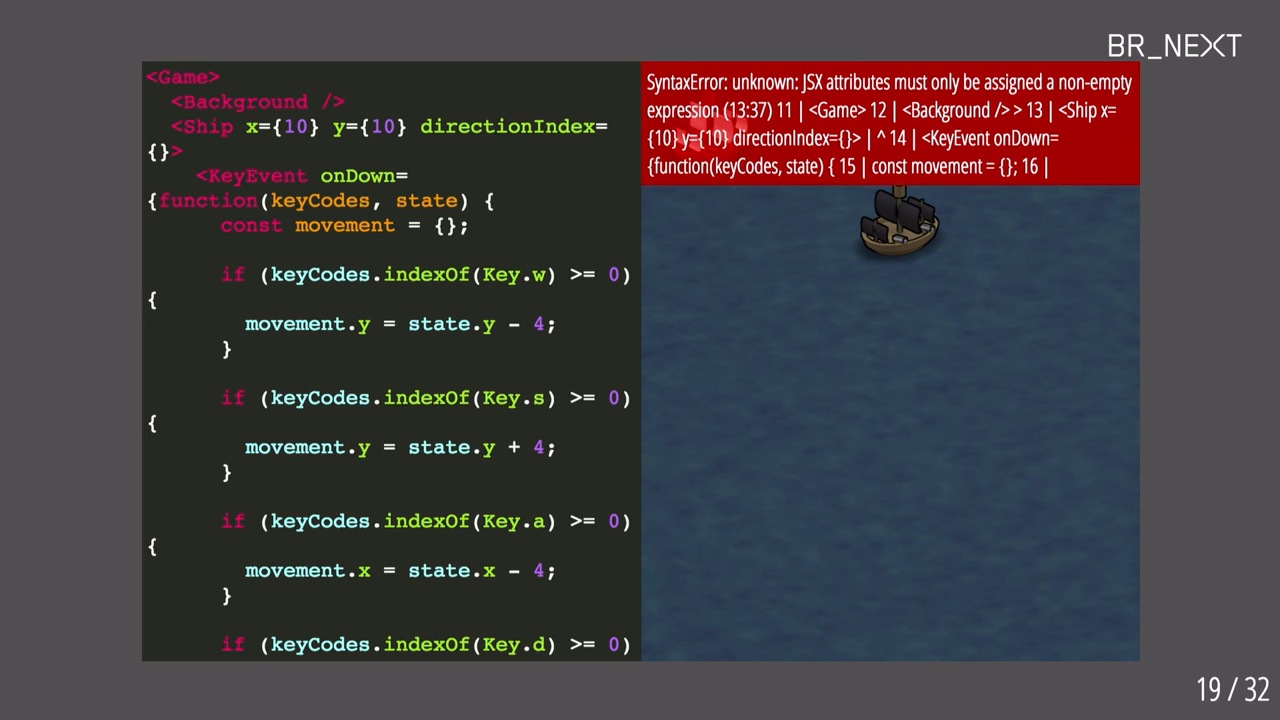 BR_NEXT
<Game>
<Background />
<Ship x={10} y={10} directionIndex=
{}>
<KeyEvent onDown=
{function(keyCodes, state) {
const movement = {};
if (keyCodes.indexOf(Key.w) >= 0)
{
movement.y = state.y - 4;
}
if (keyCodes.indexOf(Key.s) >= 0)
{
movement.y = state.y + 4;
}
if (keyCodes.indexOf(Key.a) >= 0)
{
movement.x = state.x - 4;
}
if (keyCodes.indexOf(Key.d) >= 0)
SyntaxError: unknown: JSX attributes must only be assigned a non-empty
expression (13:37) 11 | <Game> 12 | <Background /> > 13 | <Ship x=
{10} y={10} directionIndex={}> | ^ 14 | <KeyEvent onDown=
{function(keyCodes, state) { 15 | const movement = {}; 16 |
19 / 32